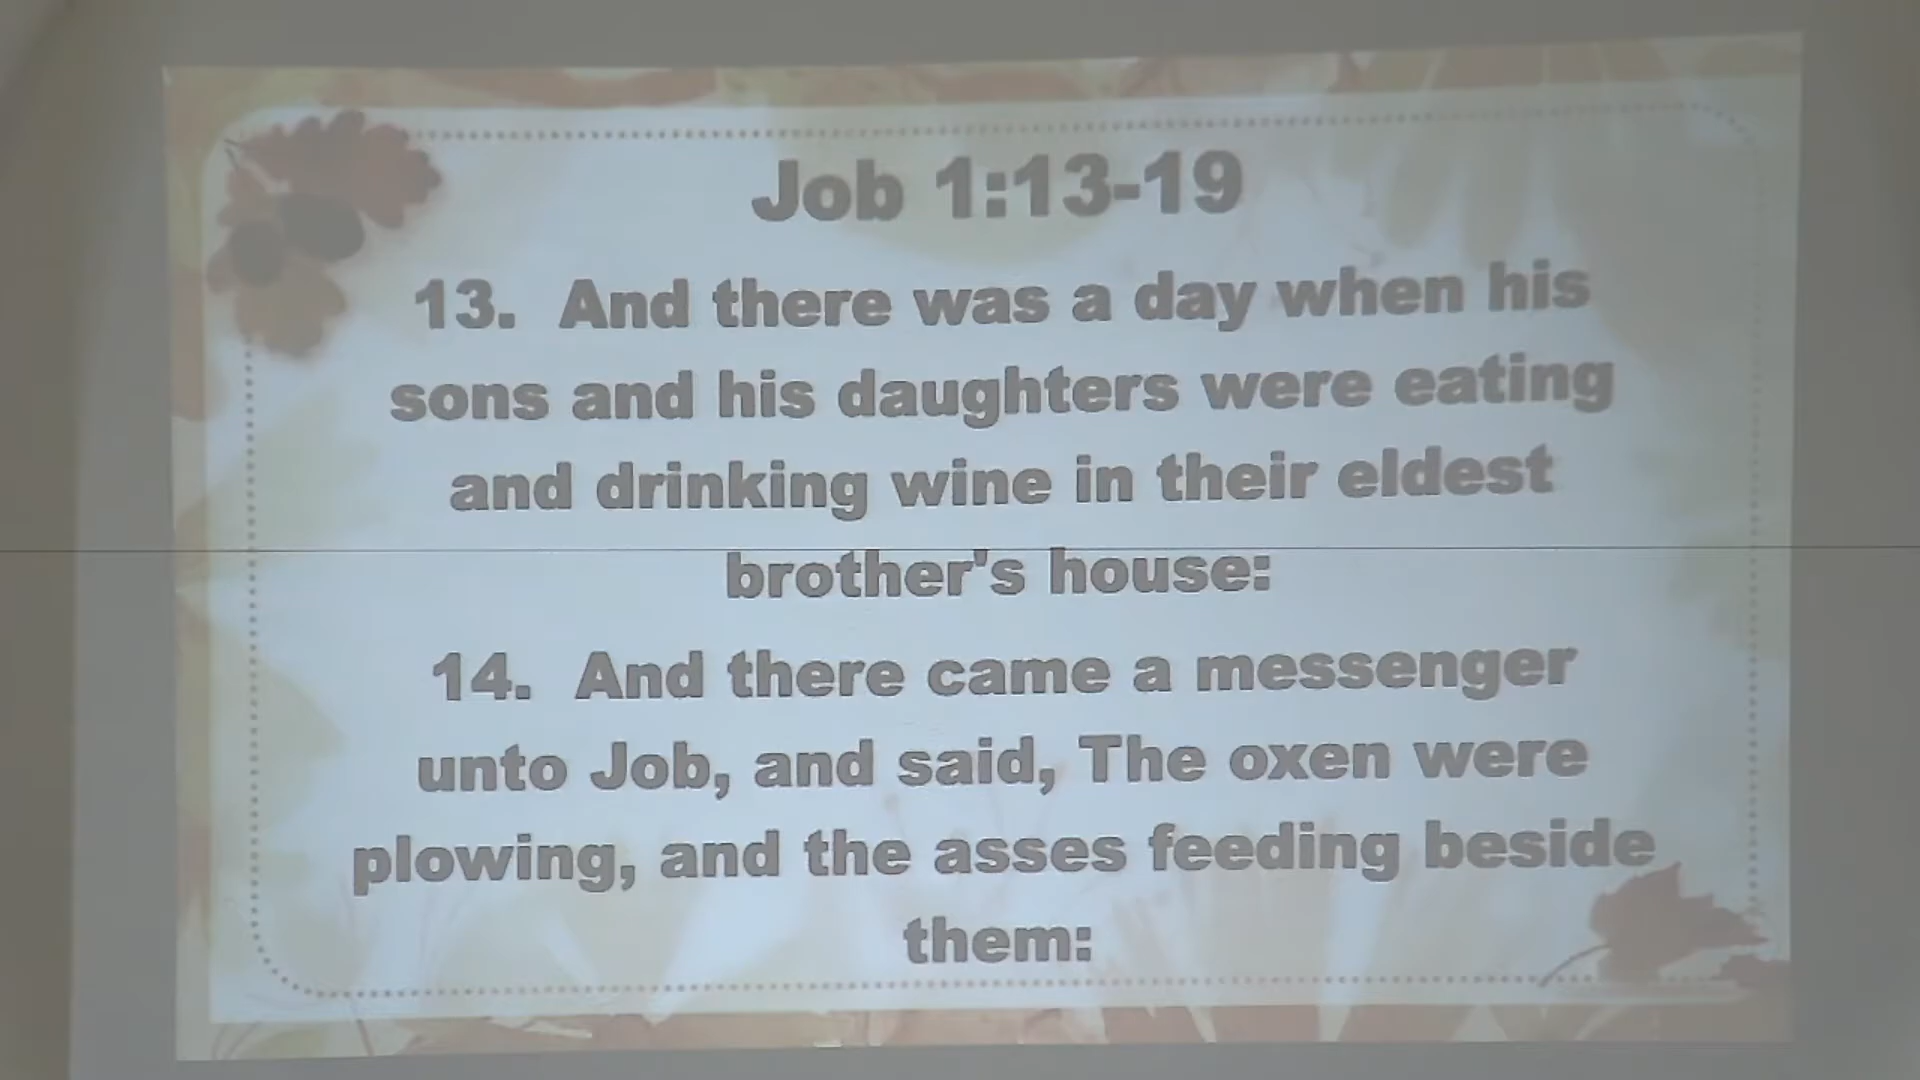 Job 1:13-19
13. And there was a day when his
sons and his daughters were eating
and drinking wine in their eldest
brother's house:
14. And there came a messenger
unto Job, and said, The oxen were
plowing, and the asses feeding beside
them: